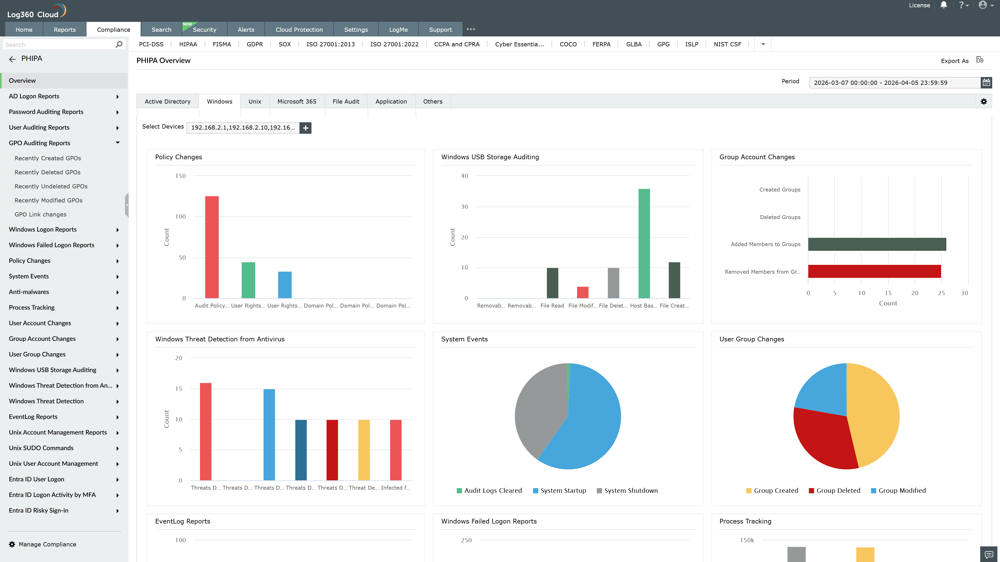 Log360 Cloud
License
?
Home
Reports
Compliance
Search
NEW
Security
Alerts
Cloud Protection
Settings
LogMe
Support
Search
PCI-DSS
HIPAA
FISMA
GDPR
SOX
ISO 27001:2013
ISO 27001:2022
CCPA and CPRA
Cyber Essentia...
COCO
FERPA
GLBA
GPG
ISLP
NIST CSF
PHIPA
Overview
AD Logon Reports
Password Auditing Reports
User Auditing Reports
GPO Auditing Reports
Recently Created GPOs
Recently Deleted GPOs
Recently Undeleted GPOs
Recently Modified GPOs
GPO Link changes
Windows Logon Reports
Windows Failed Logon Reports
Policy Changes
System Events
Anti-malwares
Process Tracking
User Account Changes
Group Account Changes
User Group Changes
Windows USB Storage Auditing
Windows Threat Detection from An...
Windows Threat Detection
EventLog Reports
Unix Account Management Reports
Unix SUDO Commands
Unix User Account Management
Entra ID User Logon
Entra ID Logon Activity by MFA
Entra ID Risky Sign-in
Manage Compliance
PHIPA Overview
Export As
Period
2026-03-07 00:00:00 - 2026-04-05 23:59:59
Active Directory
Windows
Unix
Microsoft 365
File Audit
Application
Others
Select Devices
192.168.2.1,192.168.2.10,192.16...
Policy Changes
150
100
50
0
Count
Audit Policy...
User Rights...
User Rights...
Domain Pol...
Domain Pol...
Domain Pol...
Windows USB Storage Auditing
40
30
20
10
0
Count
Removab...
Removab...
File Read
File Modif...
File Delet...
Host Bas...
File Creat...
Group Account Changes
Created Groups
Deleted Groups
Added Members to Groups
Removed Members from Gr...
0
5
10
15
20
25
30
Count
Windows Threat Detection from Antivirus
20
15
10
5
0
Count
Threats D...
Threats D...
Threats D...
Threats D...
Threats D...
Threat De...
Infected f...
System Events
Audit Logs Cleared
System Startup
System Shutdown
User Group Changes
Group Created
Group Deleted
Group Modified
EventLog Reports
100
Windows Failed Logon Reports
250
Process Tracking
150k